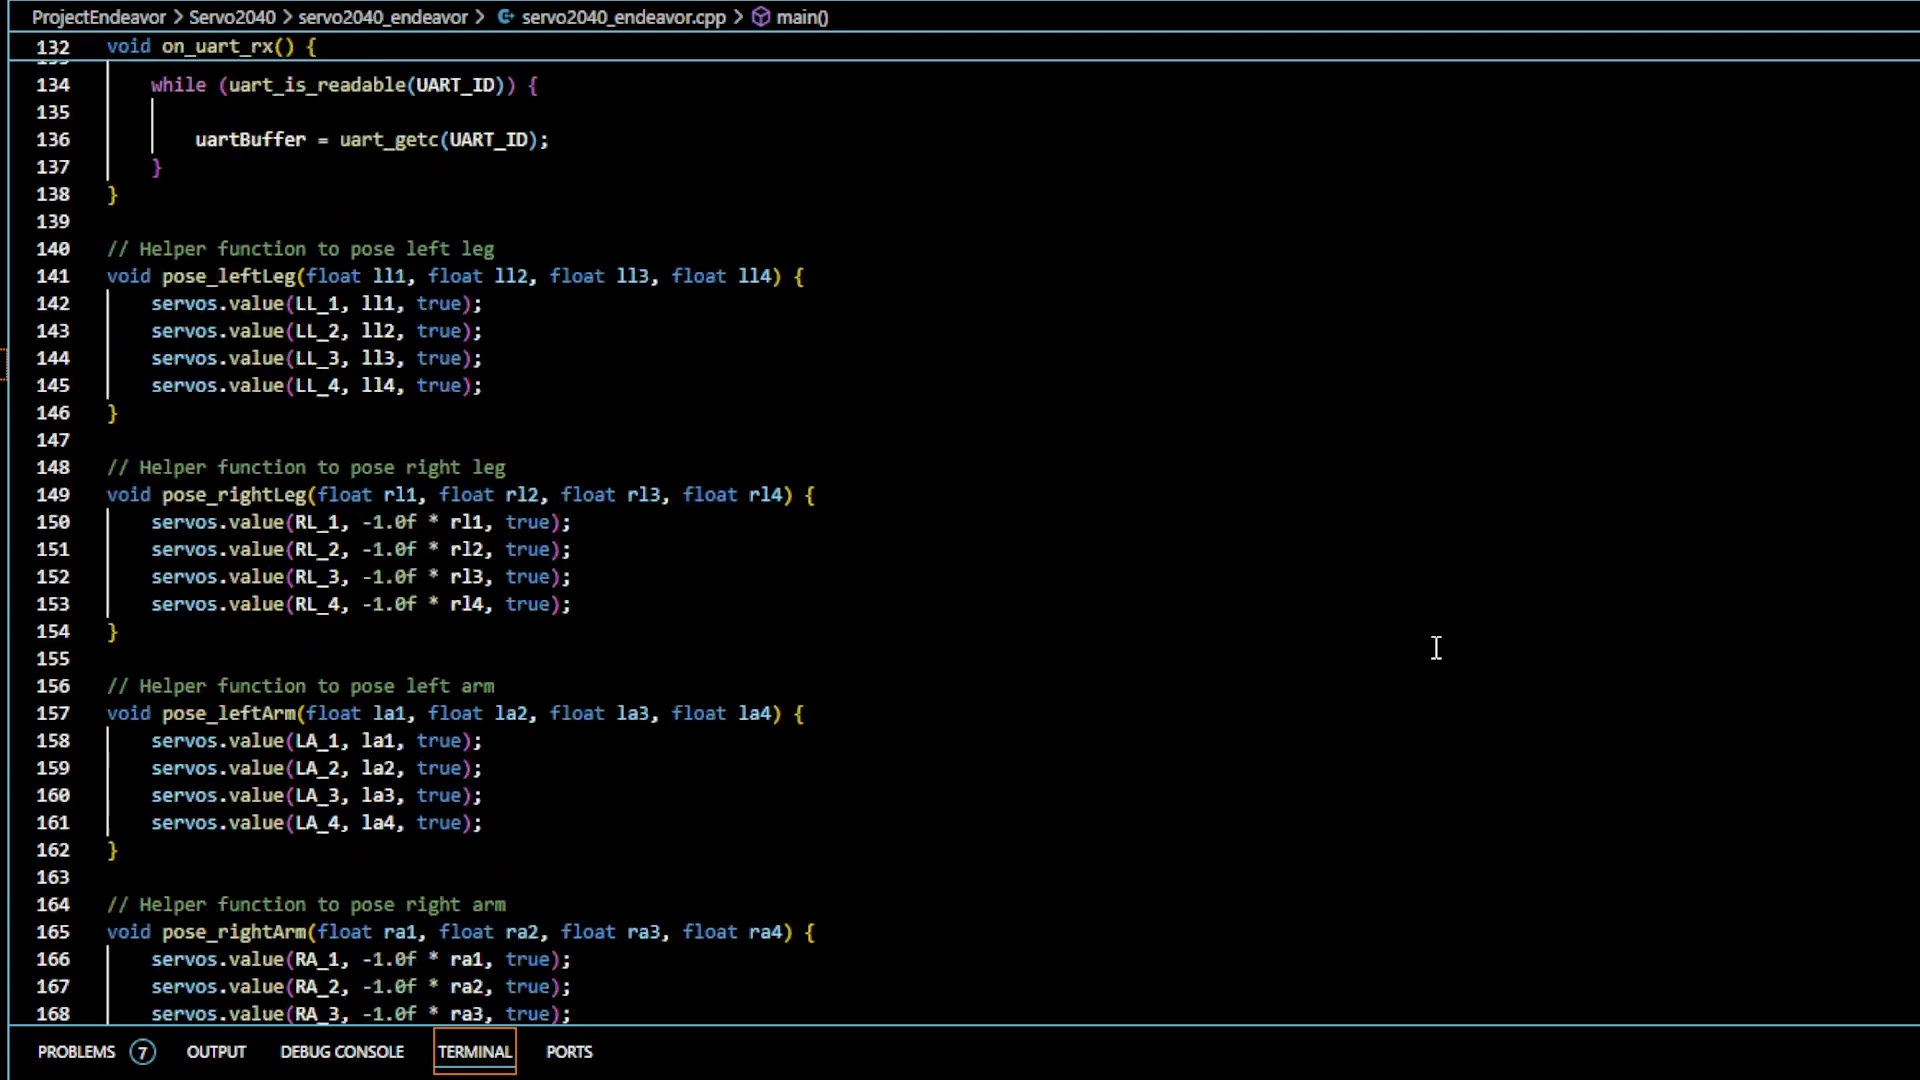 ProjectEndeavor > Servo2040 > servo2040_endeavor > servo2040_endeavor.cpp > main()
132 void on_uart_rx() {
134 while (uart_is_readable(UART_ID)) {
135
136 uartBuffer = uart_getc(UART_ID);
137 }
138 }
139
140 // Helper function to pose left leg
141 void pose_leftLeg(float ll1, float ll2, float ll3, float ll4) {
142 servos.value(LL_1, ll1, true);
143 servos.value(LL_2, ll2, true);
144 servos.value(LL_3, ll3, true);
145 servos.value(LL_4, ll4, true);
146 }
147
148 // Helper function to pose right leg
149 void pose_rightLeg(float rl1, float rl2, float rl3, float rl4) {
150 servos.value(RL_1, -1.0f * rl1, true);
151 servos.value(RL_2, -1.0f * rl2, true);
152 servos.value(RL_3, -1.0f * rl3, true);
153 servos.value(RL_4, -1.0f * rl4, true);
154 }
155
156 // Helper function to pose left arm
157 void pose_leftArm(float la1, float la2, float la3, float la4) {
158 servos.value(LA_1, la1, true);
159 servos.value(LA_2, la2, true);
160 servos.value(LA_3, la3, true);
161 servos.value(LA_4, la4, true);
162 }
163
164 // Helper function to pose right arm
165 void pose_rightArm(float ra1, float ra2, float ra3, float ra4) {
166 servos.value(RA_1, -1.0f * ra1, true);
167 servos.value(RA_2, -1.0f * ra2, true);
168 servos.value(RA_3, -1.0f * ra3, true);
PROBLEMS 7 OUTPUT DEBUG CONSOLE TERMINAL PORTS